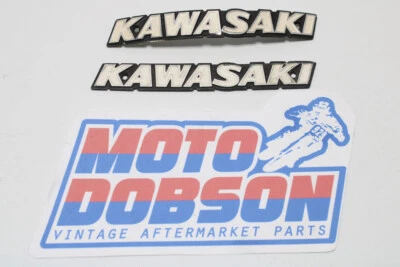 KAWASAKI
KAWASAKI
MOTO
DOBSON
VINTAGE AFTERMARKET PARTS